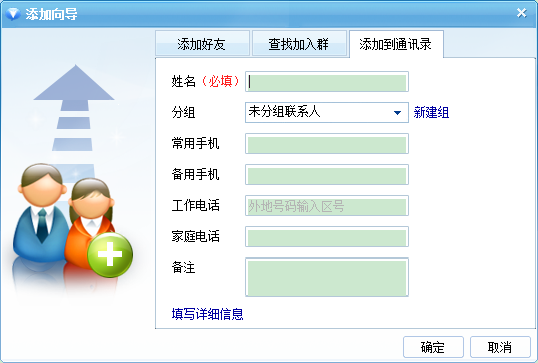 添加向导
添加好友 查找加入群 添加到通讯录
姓名（必填）
分组 未分组联系人 新建组
常用手机
备用手机
工作电话 外地号码输入区号
家庭电话
备注
填写详细信息
确定 取消